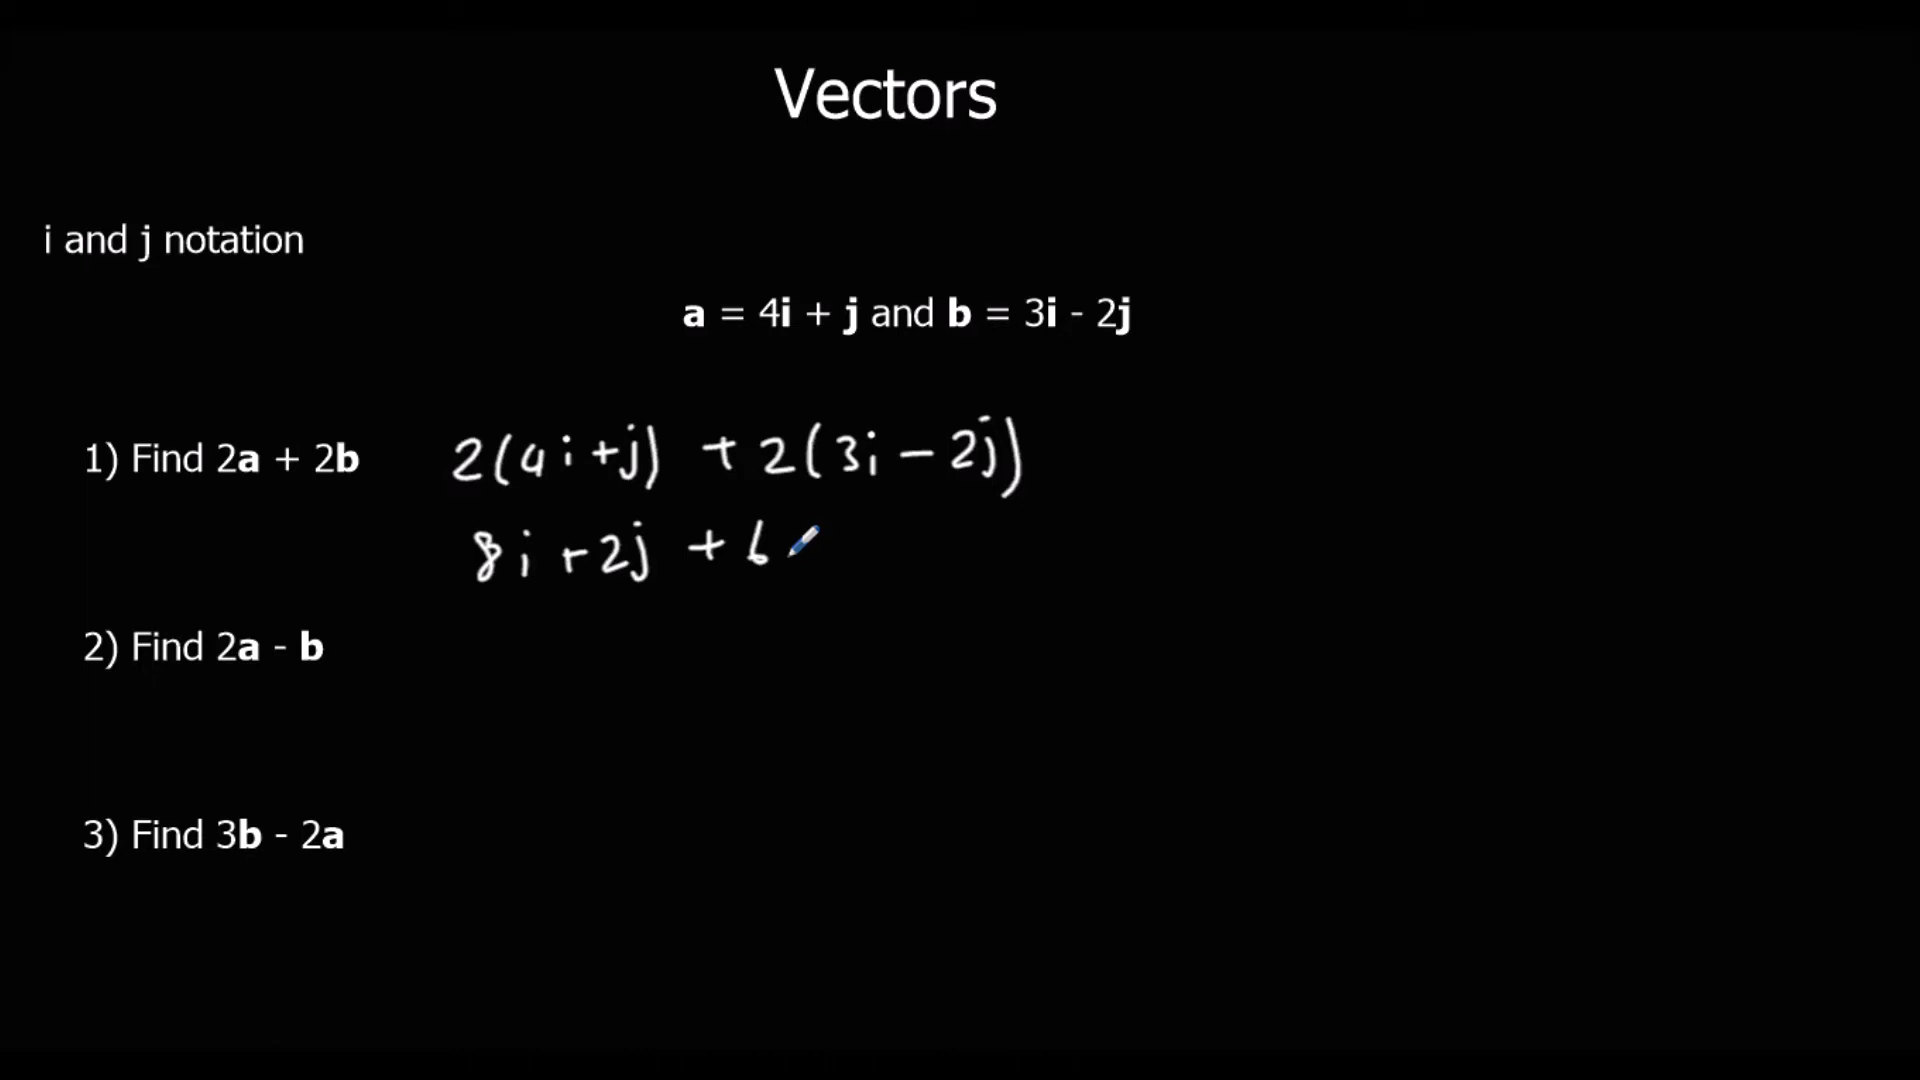 Vectors
i and j notation
a = 4i + j and b = 3i - 2j
1) Find 2a + 2b 2(4i+j) + 2(3i - 2j)
8i + 2j + 6
2) Find 2a - b
3) Find 3b - 2a